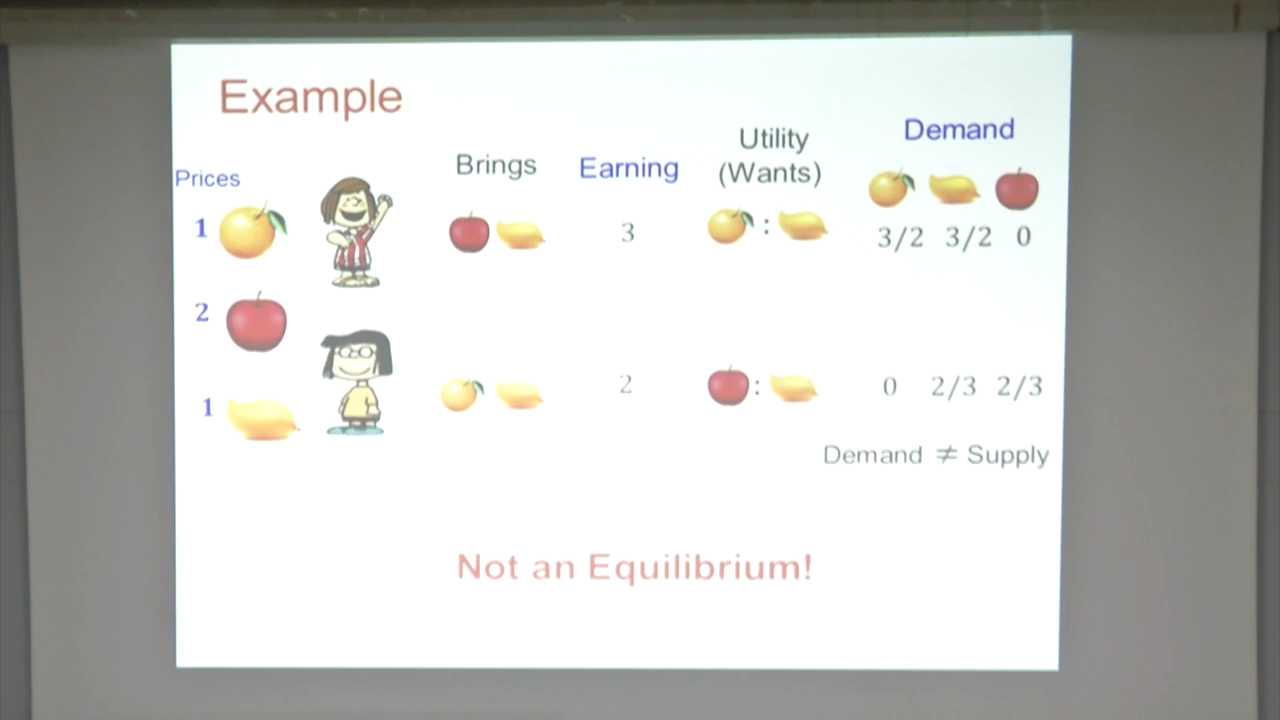 Example
Prices
Brings
Earning
Utility
(Wants)
Demand
1
3
:
3/2 3/2 0
2
1
2
:
0 2/3 2/3
Demand ≠ Supply
Not an Equilibrium!